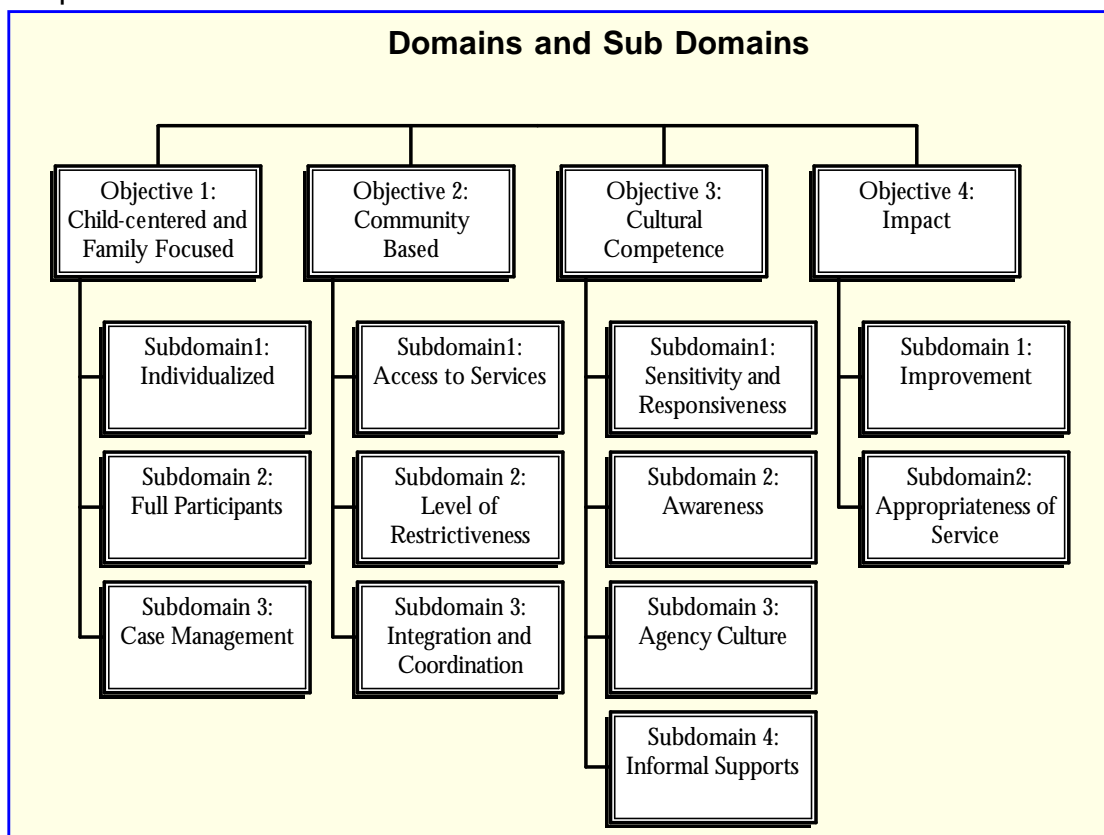 Domains and Sub Domains
Objective 1:
Child-centered and
Family Focused
Subdomain1:
Individualized
Subdomain 2:
Full Participants
Subdomain 3:
Case Management
Objective 2:
Community
Based
Subdomain1:
Access to Services
Subdomain 2:
Level of
Restrictiveness
Subdomain 3:
Integration and
Coordination
Objective 3:
Cultural
Competence
Subdomain1:
Sensitivity and
Responsiveness
Subdomain 2:
Awareness
Subdomain 3:
Agency Culture
Subdomain 4:
Informal Supports
Objective 4:
Impact
Subdomain 1:
Improvement
Subdomain2:
Appropriateness of
Service